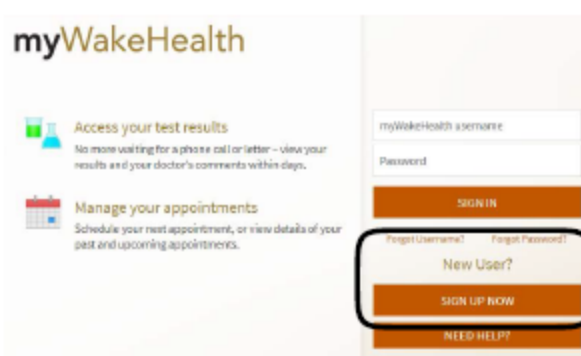 myWakeHealth
Access your test results
No more waiting for a phone call or letter – view your
results and your doctor's comments within days.
Manage your appointments
Schedule your next appointment, or view details of your
past and upcoming appointments.
myWakeHealth username
Password
SIGN IN
Forgot Username? Forgot Password?
New User?
SIGN UP NOW
NEED HELP?